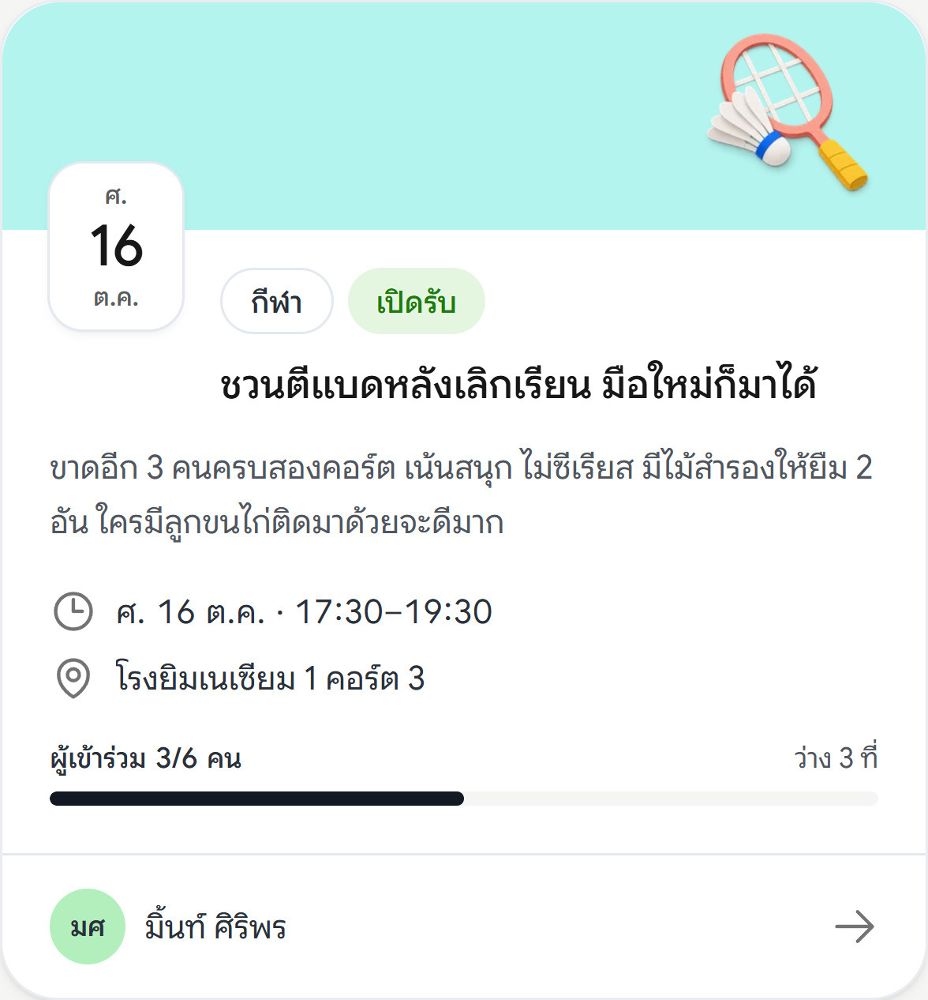 ศ.
16
ต.ค.
กีฬา
เปิดรับ
ชวนตีแบดหลังเลิกเรียน มือใหม่ก็มาได้
ขาดอีก 3 คนครบสองคอร์ต เน้นสนุก ไม่ซีเรียส มีไม้สำรองให้ยืม 2
อัน ใครมีลูกขนไก่ติดมาด้วยจะดีมาก
ศ. 16 ต.ค. · 17:30–19:30
โรงยิมเนเซียม 1 คอร์ต 3
ผู้เข้าร่วม 3/6 คน
ว่าง 3 ที่
มศ
มิ้นท์ ศิริพร